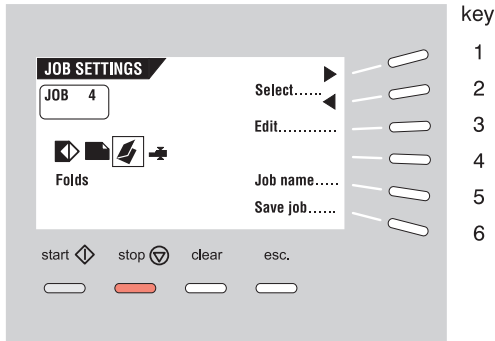 key
1
JOB SETTINGS
JOB 4
Select......
2
Edit............
3
4
Folds
Job name.....
5
Save job......
6
start stop clear esc.